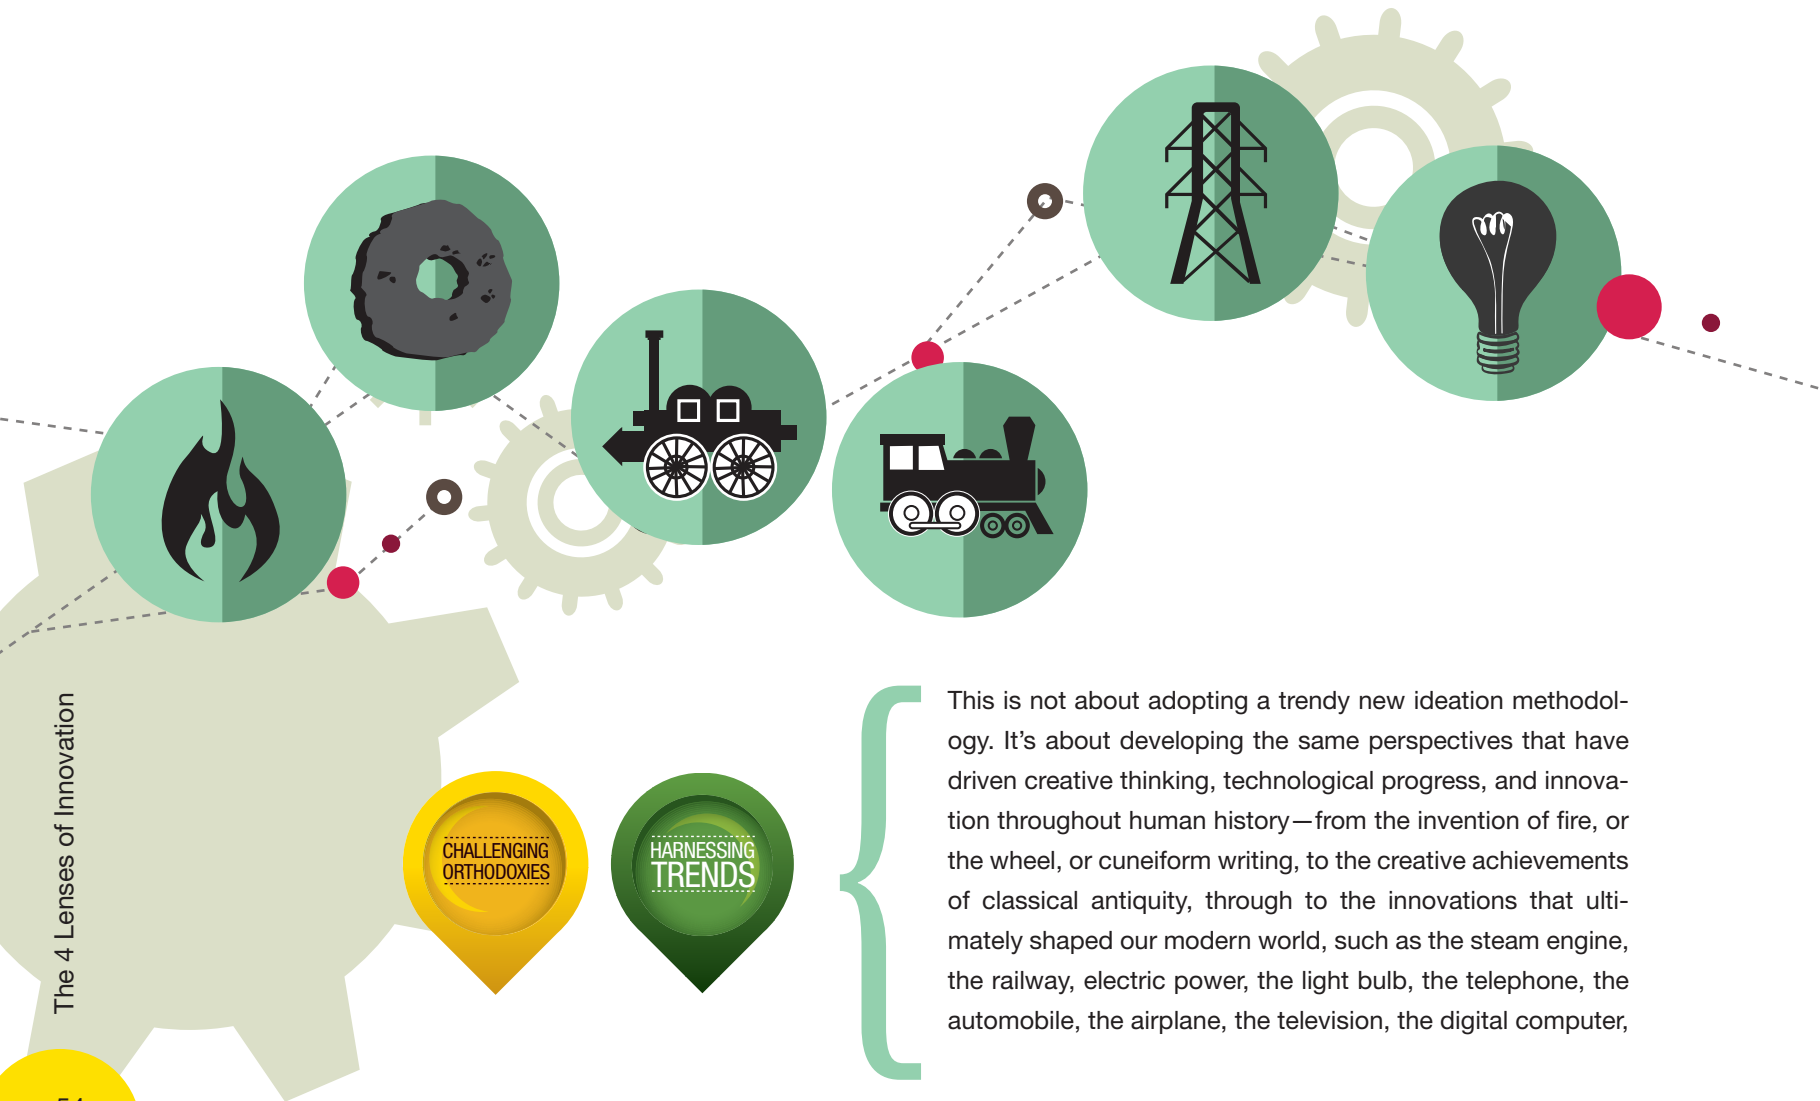 The 4 Lenses of Innovation
CHALLENGING
ORTHODOXIES
HARNESSING
TRENDS
This is not about adopting a trendy new ideation methodol-
ogy. It’s about developing the same perspectives that have
driven creative thinking, technological progress, and innova-
tion throughout human history—from the invention of fire, or
the wheel, or cuneiform writing, to the creative achievements
of classical antiquity, through to the innovations that ulti-
mately shaped our modern world, such as the steam engine,
the railway, electric power, the light bulb, the telephone, the
automobile, the airplane, the television, the digital computer,